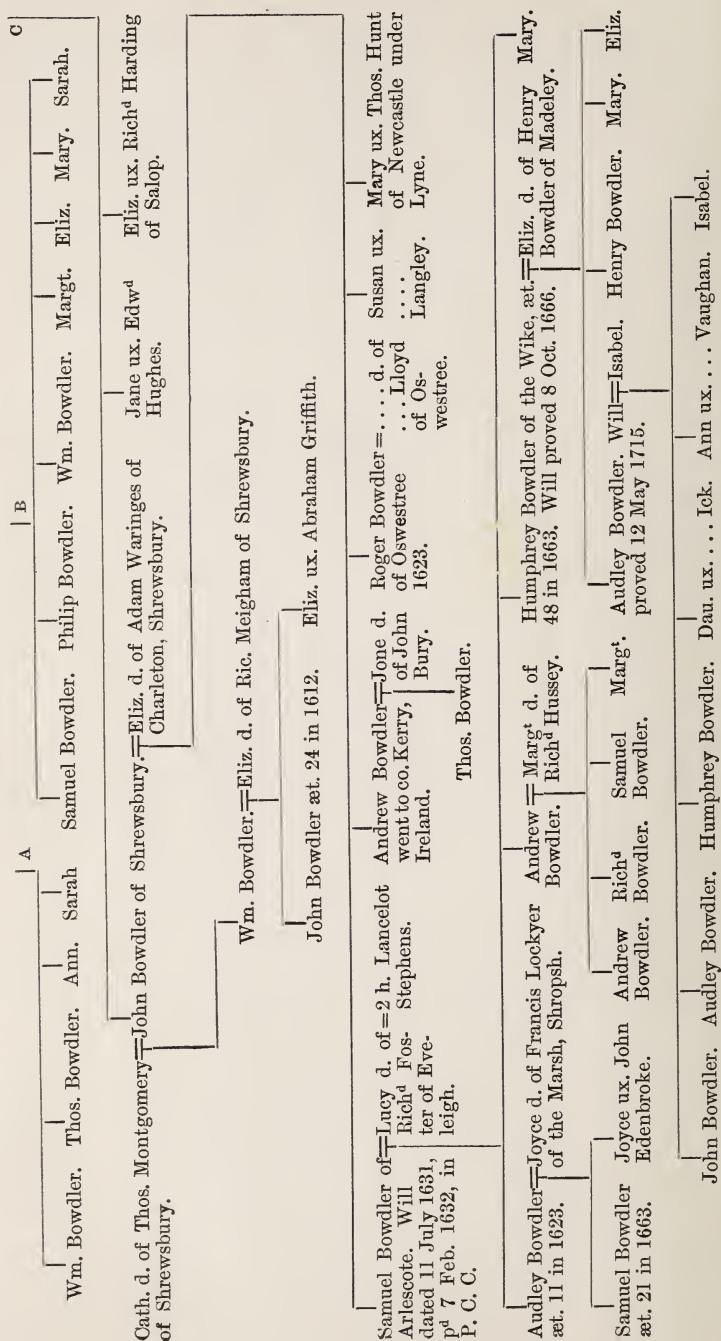 A
B
C
Wm. Bowdler. Thos. Bowdler. Ann. Sarah
Samuel Bowdler. Philip Bowdler. Wm. Bowdler. Margt. Eliz. Mary. Sarah.
Cath. d. of Thos. Montgomery=John Bowdler of Shrewsbury.=Eliz. d. of Adam Waringes of
of Shrewsbury.
Charleton, Shrewsbury.
Jane ux. Edwd
Hughes.
Eliz. ux. Richd Harding
of Salop.
Wm. Bowdler.=Eliz. d. of Ric. Meigham of Shrewsbury.
John Bowdler æt. 24 in 1612. Eliz. ux. Abraham Griffith.
Samuel Bowdler of=Lucy d. of=2 h. Lancelot
Arlescote. Will
dated 11 July 1631,
pd 7 Feb. 1632, in
P. C. C.
Richd Fos-
ter of Eve-
leigh.
Stephens.
Andrew Bowdler=Jone d.
went to co. Kerry,
Ireland.
of John
Bury.
Thos. Bowdler.
Roger Bowdler=.... d. of
of Oswestree
1623.
...Lloyd
of Os-
westree.
Susan ux.
....
Langley.
Mary ux. Thos. Hunt
of Newcastle under
Lyne.
Audley Bowdler=Joyce d. of Francis Lockyer
æt. 11 in 1623.
of the Marsh, Shropsh.
Andrew=Margt d. of
Bowdler.
Richd Hussey.
Humphrey Bowdler of the Wike, æt.=Eliz. d. of Henry
48 in 1663. Will proved 8 Oct. 1666.
Bowdler of Madeley.
Mary.
Samuel Bowdler
æt. 21 in 1663.
Joyce ux. John
Edenbroke.
Andrew
Bowdler.
Richd
Bowdler.
Samuel
Bowdler.
Margt.
Audley Bowdler. Will=Isabel.
proved 12 May 1715.
Henry Bowdler. Mary. Eliz.
John Bowdler. Audley Bowdler. Humphrey Bowdler. Dau. ux.... Ick. Ann ux.... Vaughan. Isabel.